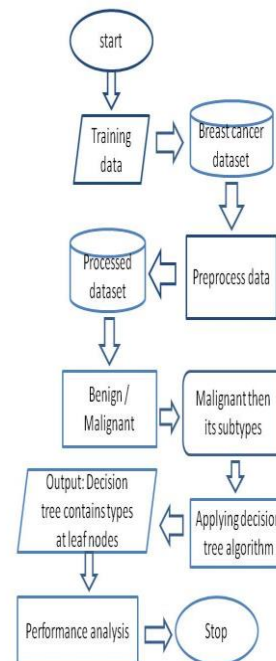 start
Training
data
Breast cancer
dataset
Preprocess data
Processed
dataset
Benign /
Malignant
Malignant then
its subtypes
Applying decision
tree algorithm
Output: Decision
tree contains types
at leaf nodes
Performance analysis
Stop